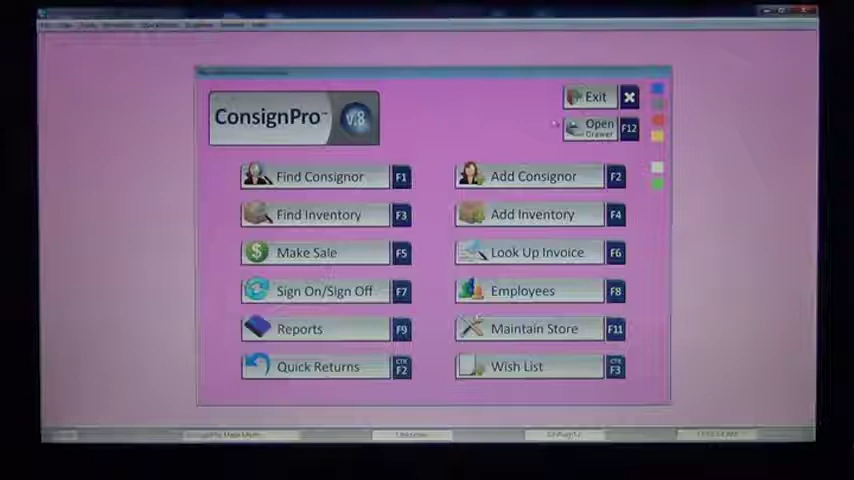 ConsignPro™ v.8
Exit X
Open Drawer F12
Find Consignor F1
Add Consignor F2
Find Inventory F3
Add Inventory F4
Make Sale F5
Look Up Invoice F6
Sign On/Sign Off F7
Employees F8
Reports F9
Maintain Store F11
Quick Returns CTR F2
Wish List CTR F3